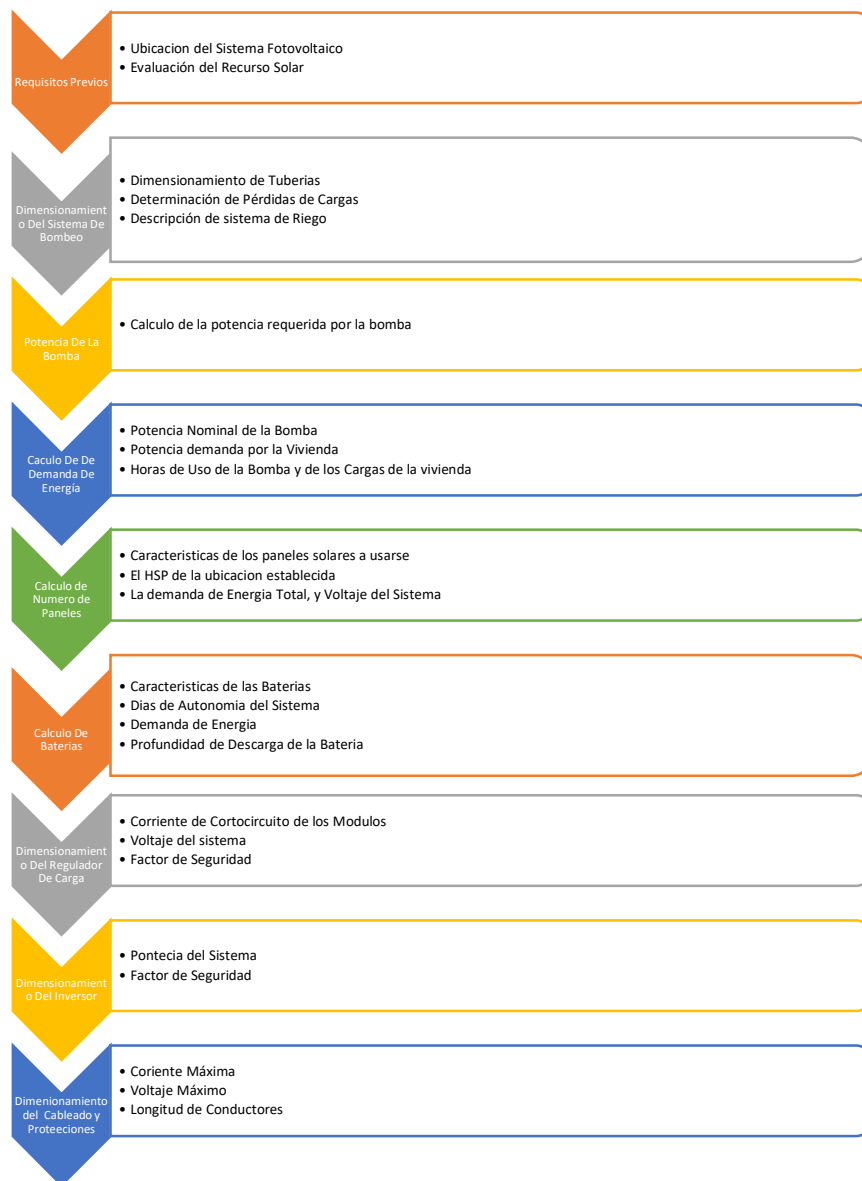 Requisitos Previos
• Ubicacion del Sistema Fotovoltaico
• Evaluación del Recurso Solar
Dimensionamient
o Del Sistema De
Bombeo
• Dimensionamiento de Tuberias
• Determinación de Pérdidas de Cargas
• Descripción de sistema de Riego
Potencia De La
Bomba
• Calculo de la potencia requerida por la bomba
Caculo De De
Demanda De
Energía
• Potencia Nominal de la Bomba
• Potencia demanda por la Vivienda
• Horas de Uso de la Bomba y de los Cargas de la vivienda
Calculo de
Numero de
Paneles
• Caracteristicas de los paneles solares a usarse
• El HSP de la ubicacion establecida
• La demanda de Energia Total, y Voltaje del Sistema
Calculo De
Baterias
• Caracteristicas de las Baterias
• Dias de Autonomia del Sistema
• Demanda de Energia
• Profundidad de Descarga de la Bateria
Dimensionamient
o Del Regulador
De Carga
• Corriente de Cortocircuito de los Modulos
• Voltaje del sistema
• Factor de Seguridad
Dimensionamient
o Del Inversor
• Pontecia del Sistema
• Factor de Seguridad
Dimenionamiento
del Cableado y
Proteeciones
• Coriente Máxima
• Voltaje Máximo
• Longitud de Conductores